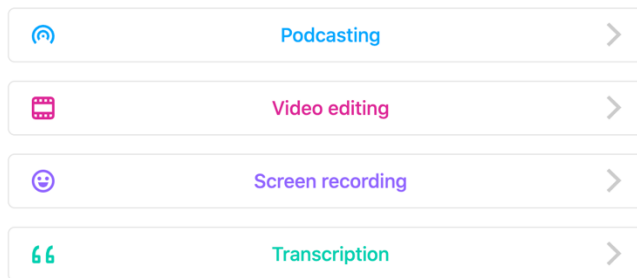 Podcasting
Video editing
Screen recording
Transcription